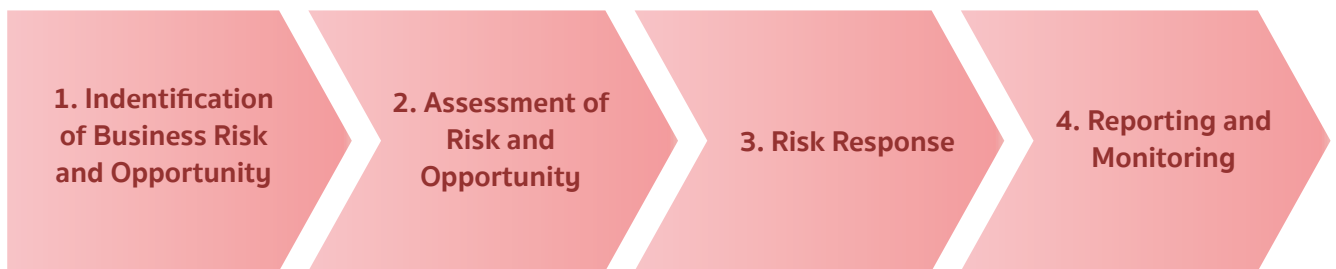 1. Indentification
of Business Risk
and Opportunity
2. Assessment of
Risk and
Opportunity
3. Risk Response
4. Reporting and
Monitoring